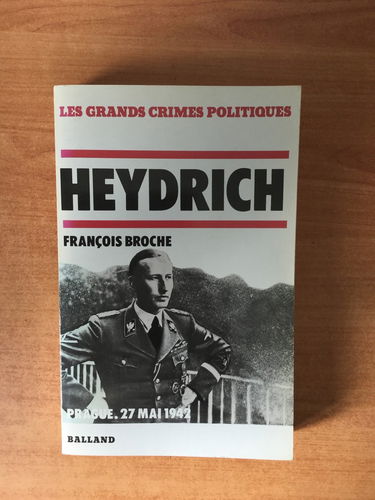 LES GRANDS CRIMES POLITIQUES
HEYDRICH
FRANÇOIS BROCHE
PRAGUE. 27 MAI 1942
BALLAND